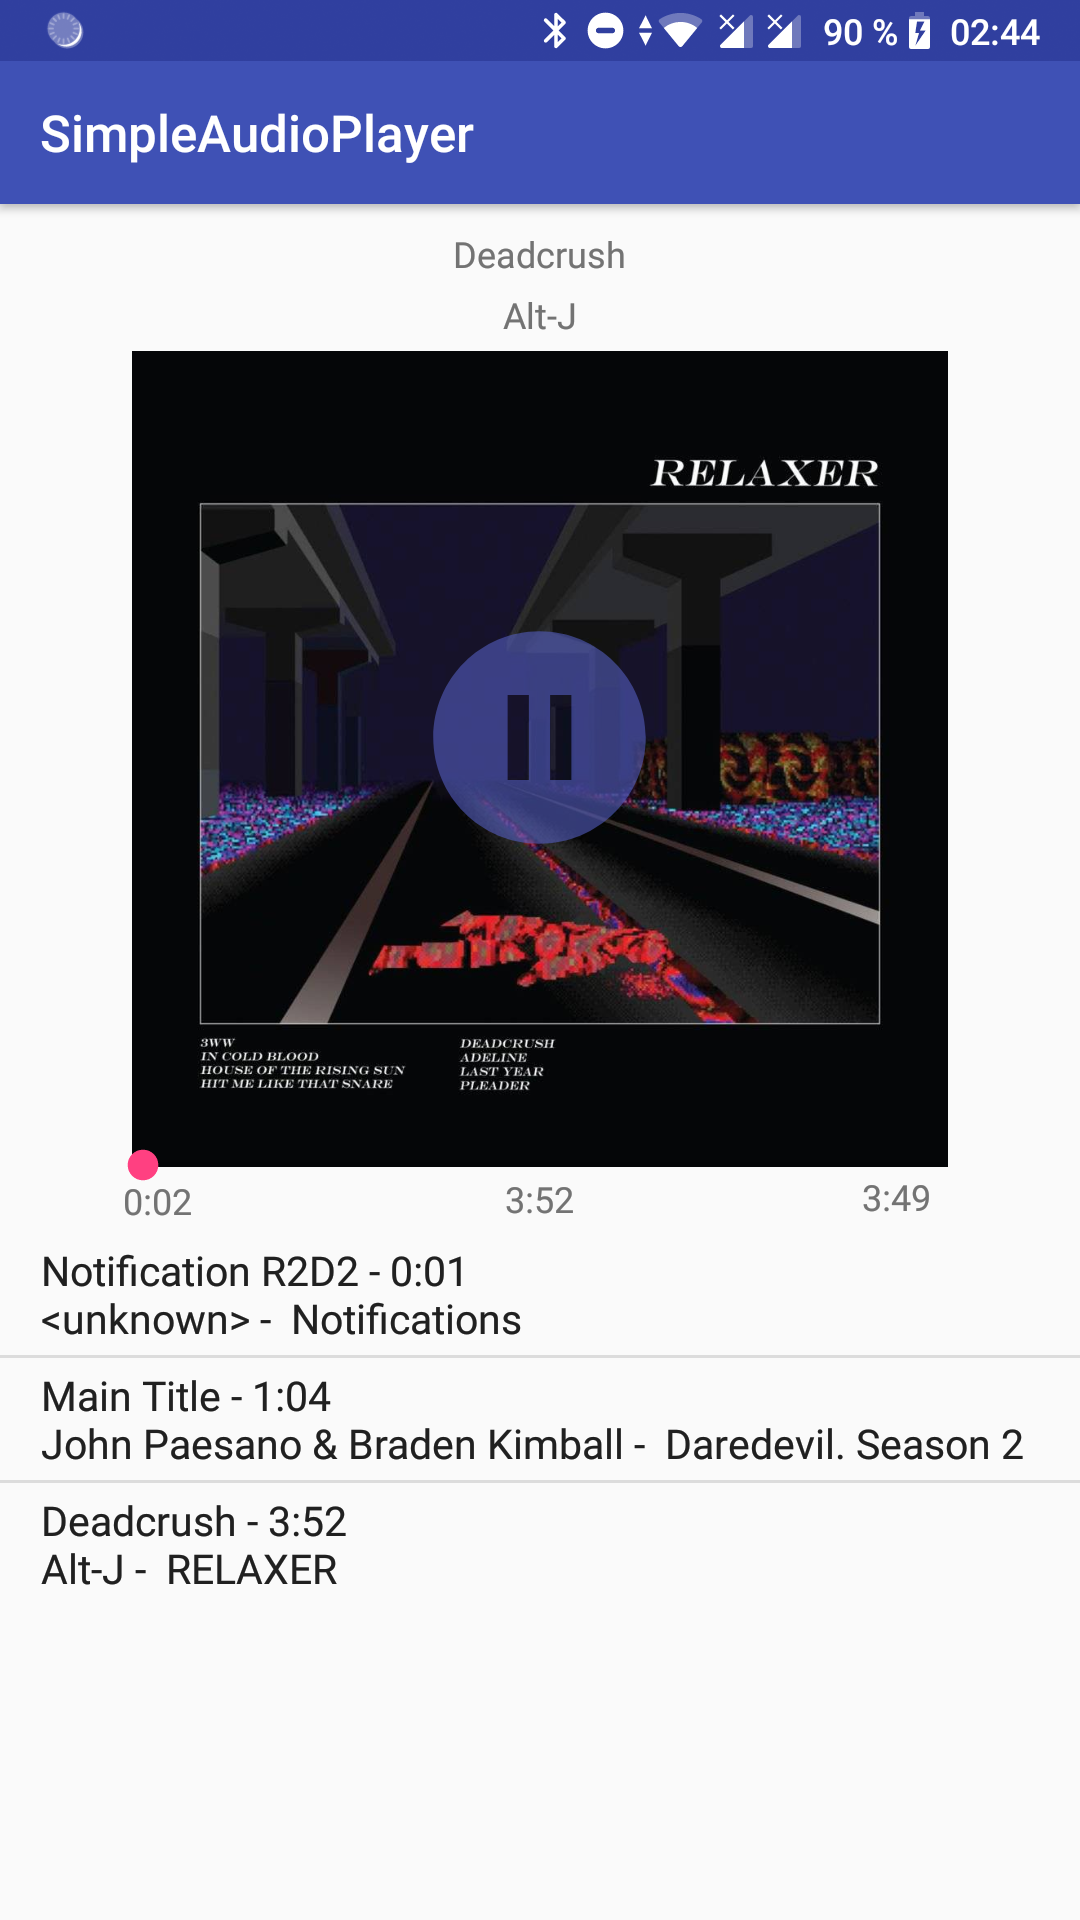 90 % 02:44
SimpleAudioPlayer
Deadcrush
Alt-J
RELAXER
3WW
IN COLD BLOOD
HOUSE OF THE RISING SUN
HIT ME LIKE THAT SNARE
DEADCRUSH
ADELINE
LAST YEAR
PLEADER
0:02 3:52 3:49
Notification R2D2 - 0:01
<unknown> -  Notifications
Main Title - 1:04
John Paesano & Braden Kimball -  Daredevil. Season 2
Deadcrush - 3:52
Alt-J -  RELAXER